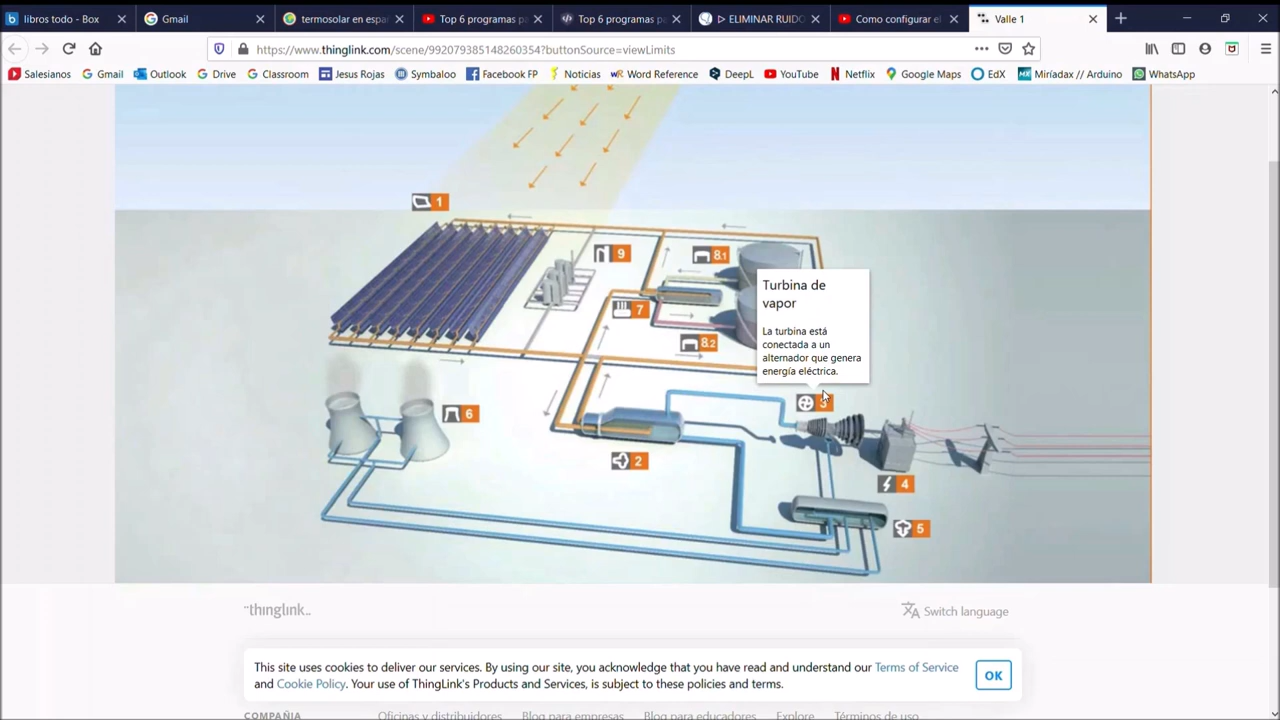 libros todo - Box
Gmail
termosolar en espa
Top 6 programas pa
Top 6 programas pa
ELIMINAR RUIDO
Como configurar el
Valle 1
https://www.thinglink.com/scene/992079385148260354?buttonSource=viewLimits
Salesianos
Gmail
Outlook
Drive
Classroom
Jesus Rojas
Symbaloo
Facebook FP
Noticias
Word Reference
DeepL
YouTube
Netflix
Google Maps
EdX
Miríadax // Arduino
WhatsApp
1
9
8.1
7
8.2
Turbina de
vapor
La turbina está
conectada a un
alternador que genera
energía eléctrica.
3
6
2
4
5
thinglink..
Switch language
This site uses cookies to deliver our services. By using our site, you acknowledge that you have read and understand our Terms of Service
and Cookie Policy. Your use of ThingLink's Products and Services, is subject to these policies and terms.
OK
COMPAÑIA
Oficinas y distribuidores
Blog para empresas
Blog para educadores
Explore
Términos de uso